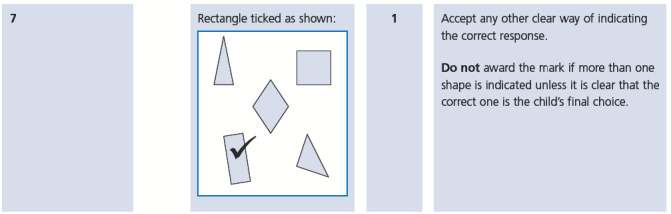 7
Rectangle ticked as shown:
1
Accept any other clear way of indicating
the correct response.
Do not award the mark if more than one
shape is indicated unless it is clear that the
correct one is the child's final choice.